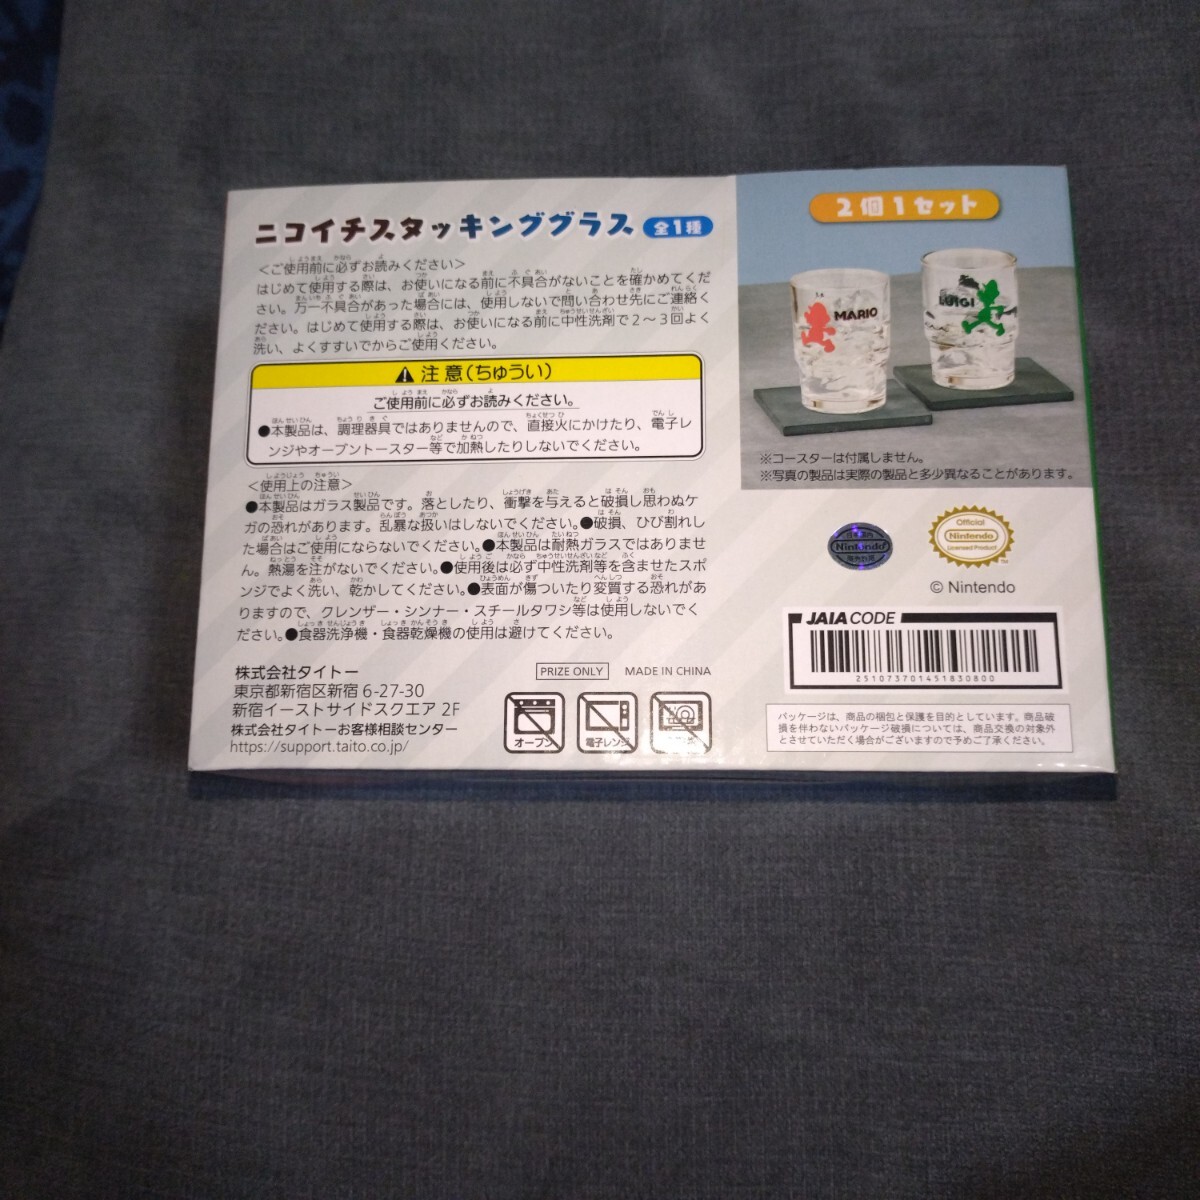 ニコイチスタッキンググラス 全1種
＜ご使用前に必ずお読みください＞
はじめて使用する際は、お使いになる前に不具合がないことを確かめてくだ
さい。万一不具合があった場合には、使用しないで問い合わせ先にご連絡く
ださい。はじめて使用する際は、お使いになる前に中性洗剤で2〜3回よく
洗い、よくすすいでからご使用ください。
注意(ちゅうい)
ご使用前に必ずお読みください。
●本製品は、調理器具ではありませんので、直接火にかけたり、電子レ
ンジやオーブントースター等で加熱したりしないでください。
＜使用上の注意＞
●本製品はガラス製品です。落としたり、衝撃を与えると破損し思わぬケ
ガの恐れがあります。乱暴な扱いはしないでください。●破損、ひび割れし
た場合はご使用にならないでください。●本製品は耐熱ガラスではありませ
ん。熱湯を注がないでください。●使用後は必ず中性洗剤等を含ませたスポ
ンジでよく洗い、乾かしてください。●表面が傷ついたり変質する恐れがあ
りますので、クレンザー・シンナー・スチールタワシ等は使用しないでく
ださい。●食器洗浄機・食器乾燥機の使用は避けてください。
株式会社タイトー
東京都新宿区新宿 6-27-30
新宿イーストサイドスクエア 2F
株式会社タイトーお客様相談センター
https://support.taito.co.jp/
PRIZE ONLY
MADE IN CHINA
オーブン
電子レンジ
2個1セット
MARIO
LUIGI
※コースターは付属しません。
※写真の製品は実際の製品と多少異なることがあります。
Nintendo
Official
Nintendo
Licensed Product
© Nintendo
JAIA CODE
251073701451830800
パッケージは、商品の梱包と保護を目的としています。商品破
損を伴わないパッケージ破損については、商品交換の対象外
とさせていただく場合がございますので予めご了承ください。